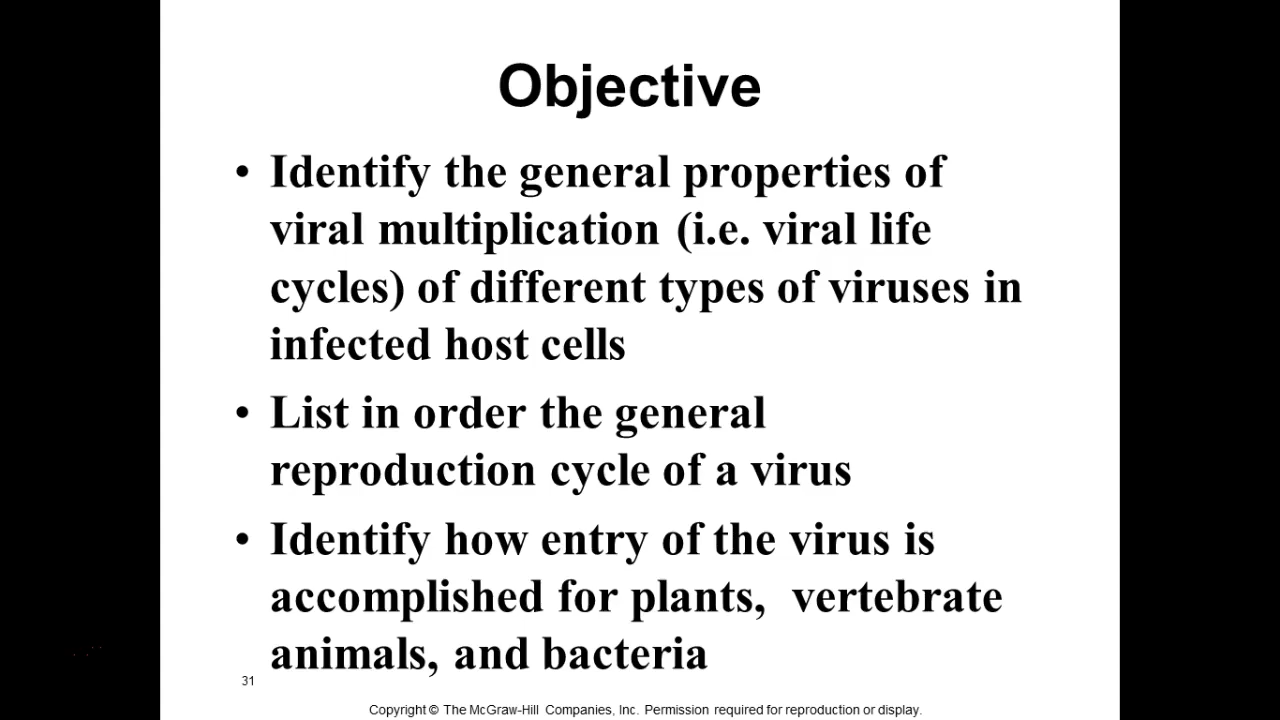 Objective
• Identify the general properties of
viral multiplication (i.e. viral life
cycles) of different types of viruses in
infected host cells
• List in order the general
reproduction cycle of a virus
• Identify how entry of the virus is
accomplished for plants,  vertebrate
animals, and bacteria
31
Copyright © The McGraw-Hill Companies, Inc. Permission required for reproduction or display.